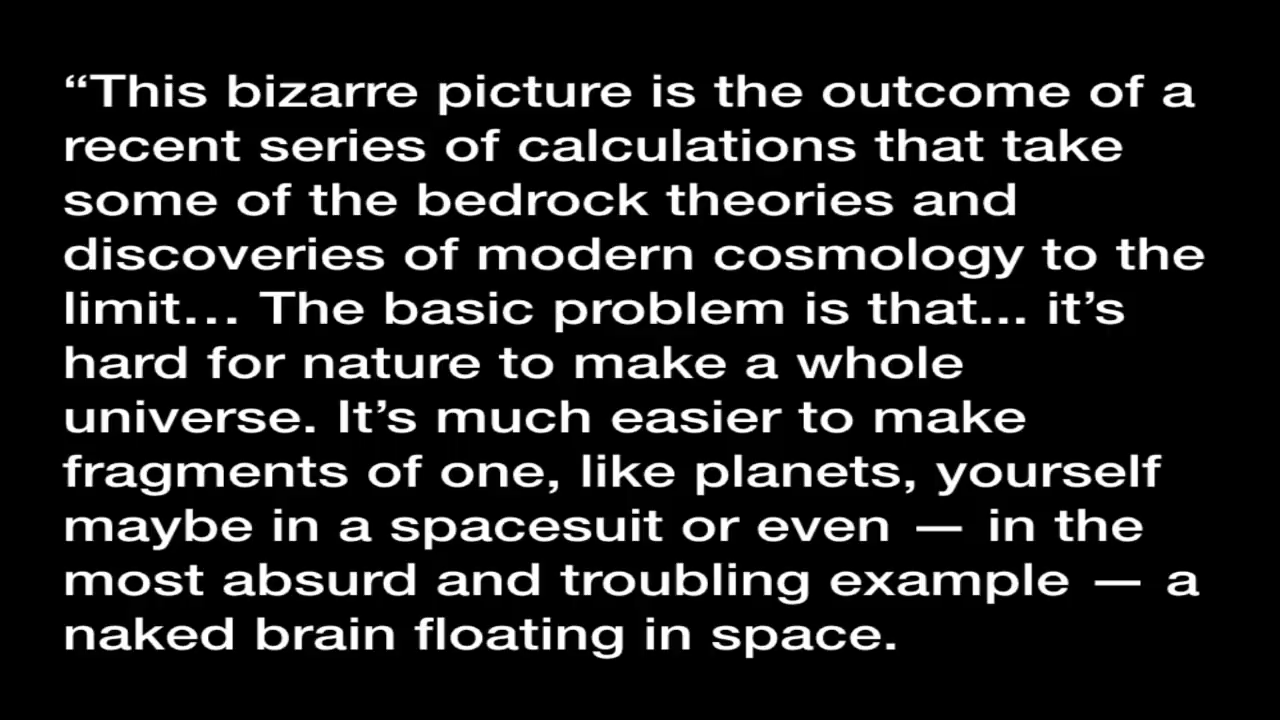 “This bizarre picture is the outcome of a
recent series of calculations that take
some of the bedrock theories and
discoveries of modern cosmology to the
limit… The basic problem is that... it’s
hard for nature to make a whole
universe. It’s much easier to make
fragments of one, like planets, yourself
maybe in a spacesuit or even — in the
most absurd and troubling example — a
naked brain floating in space.